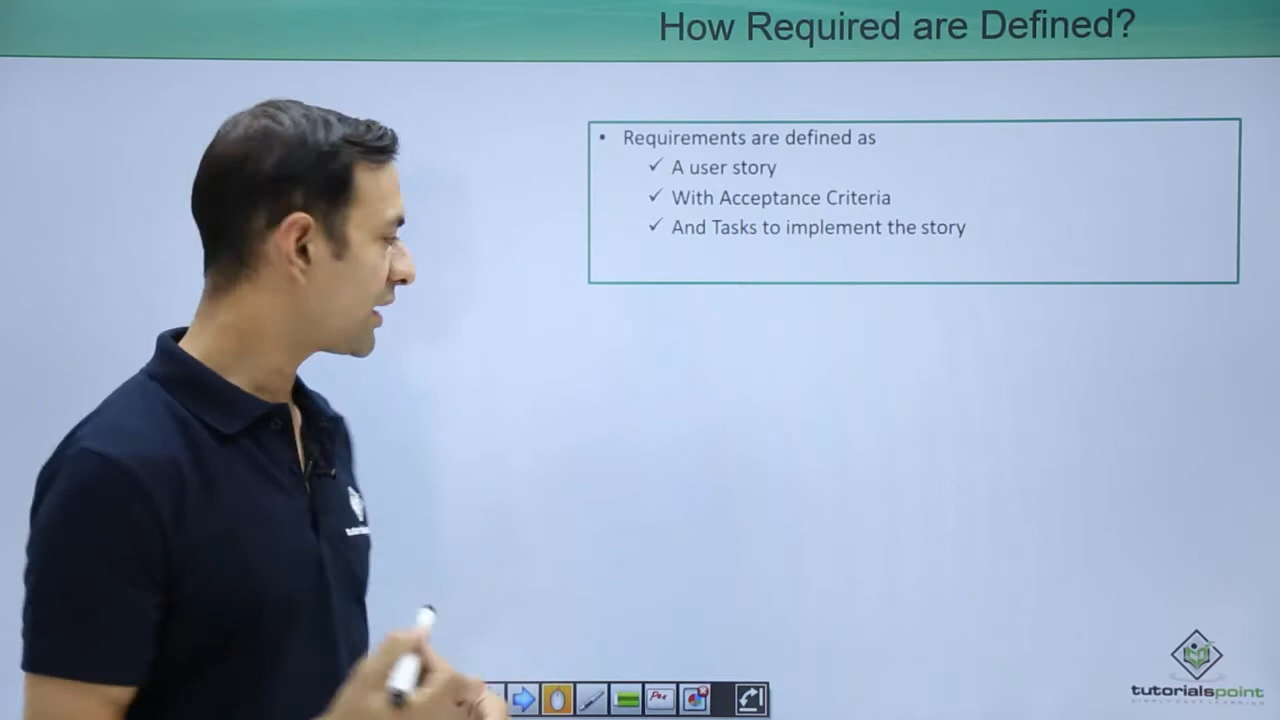 How Required are Defined?
• Requirements are defined as
✓ A user story
✓ With Acceptance Criteria
✓ And Tasks to implement the story
tutorialspoint